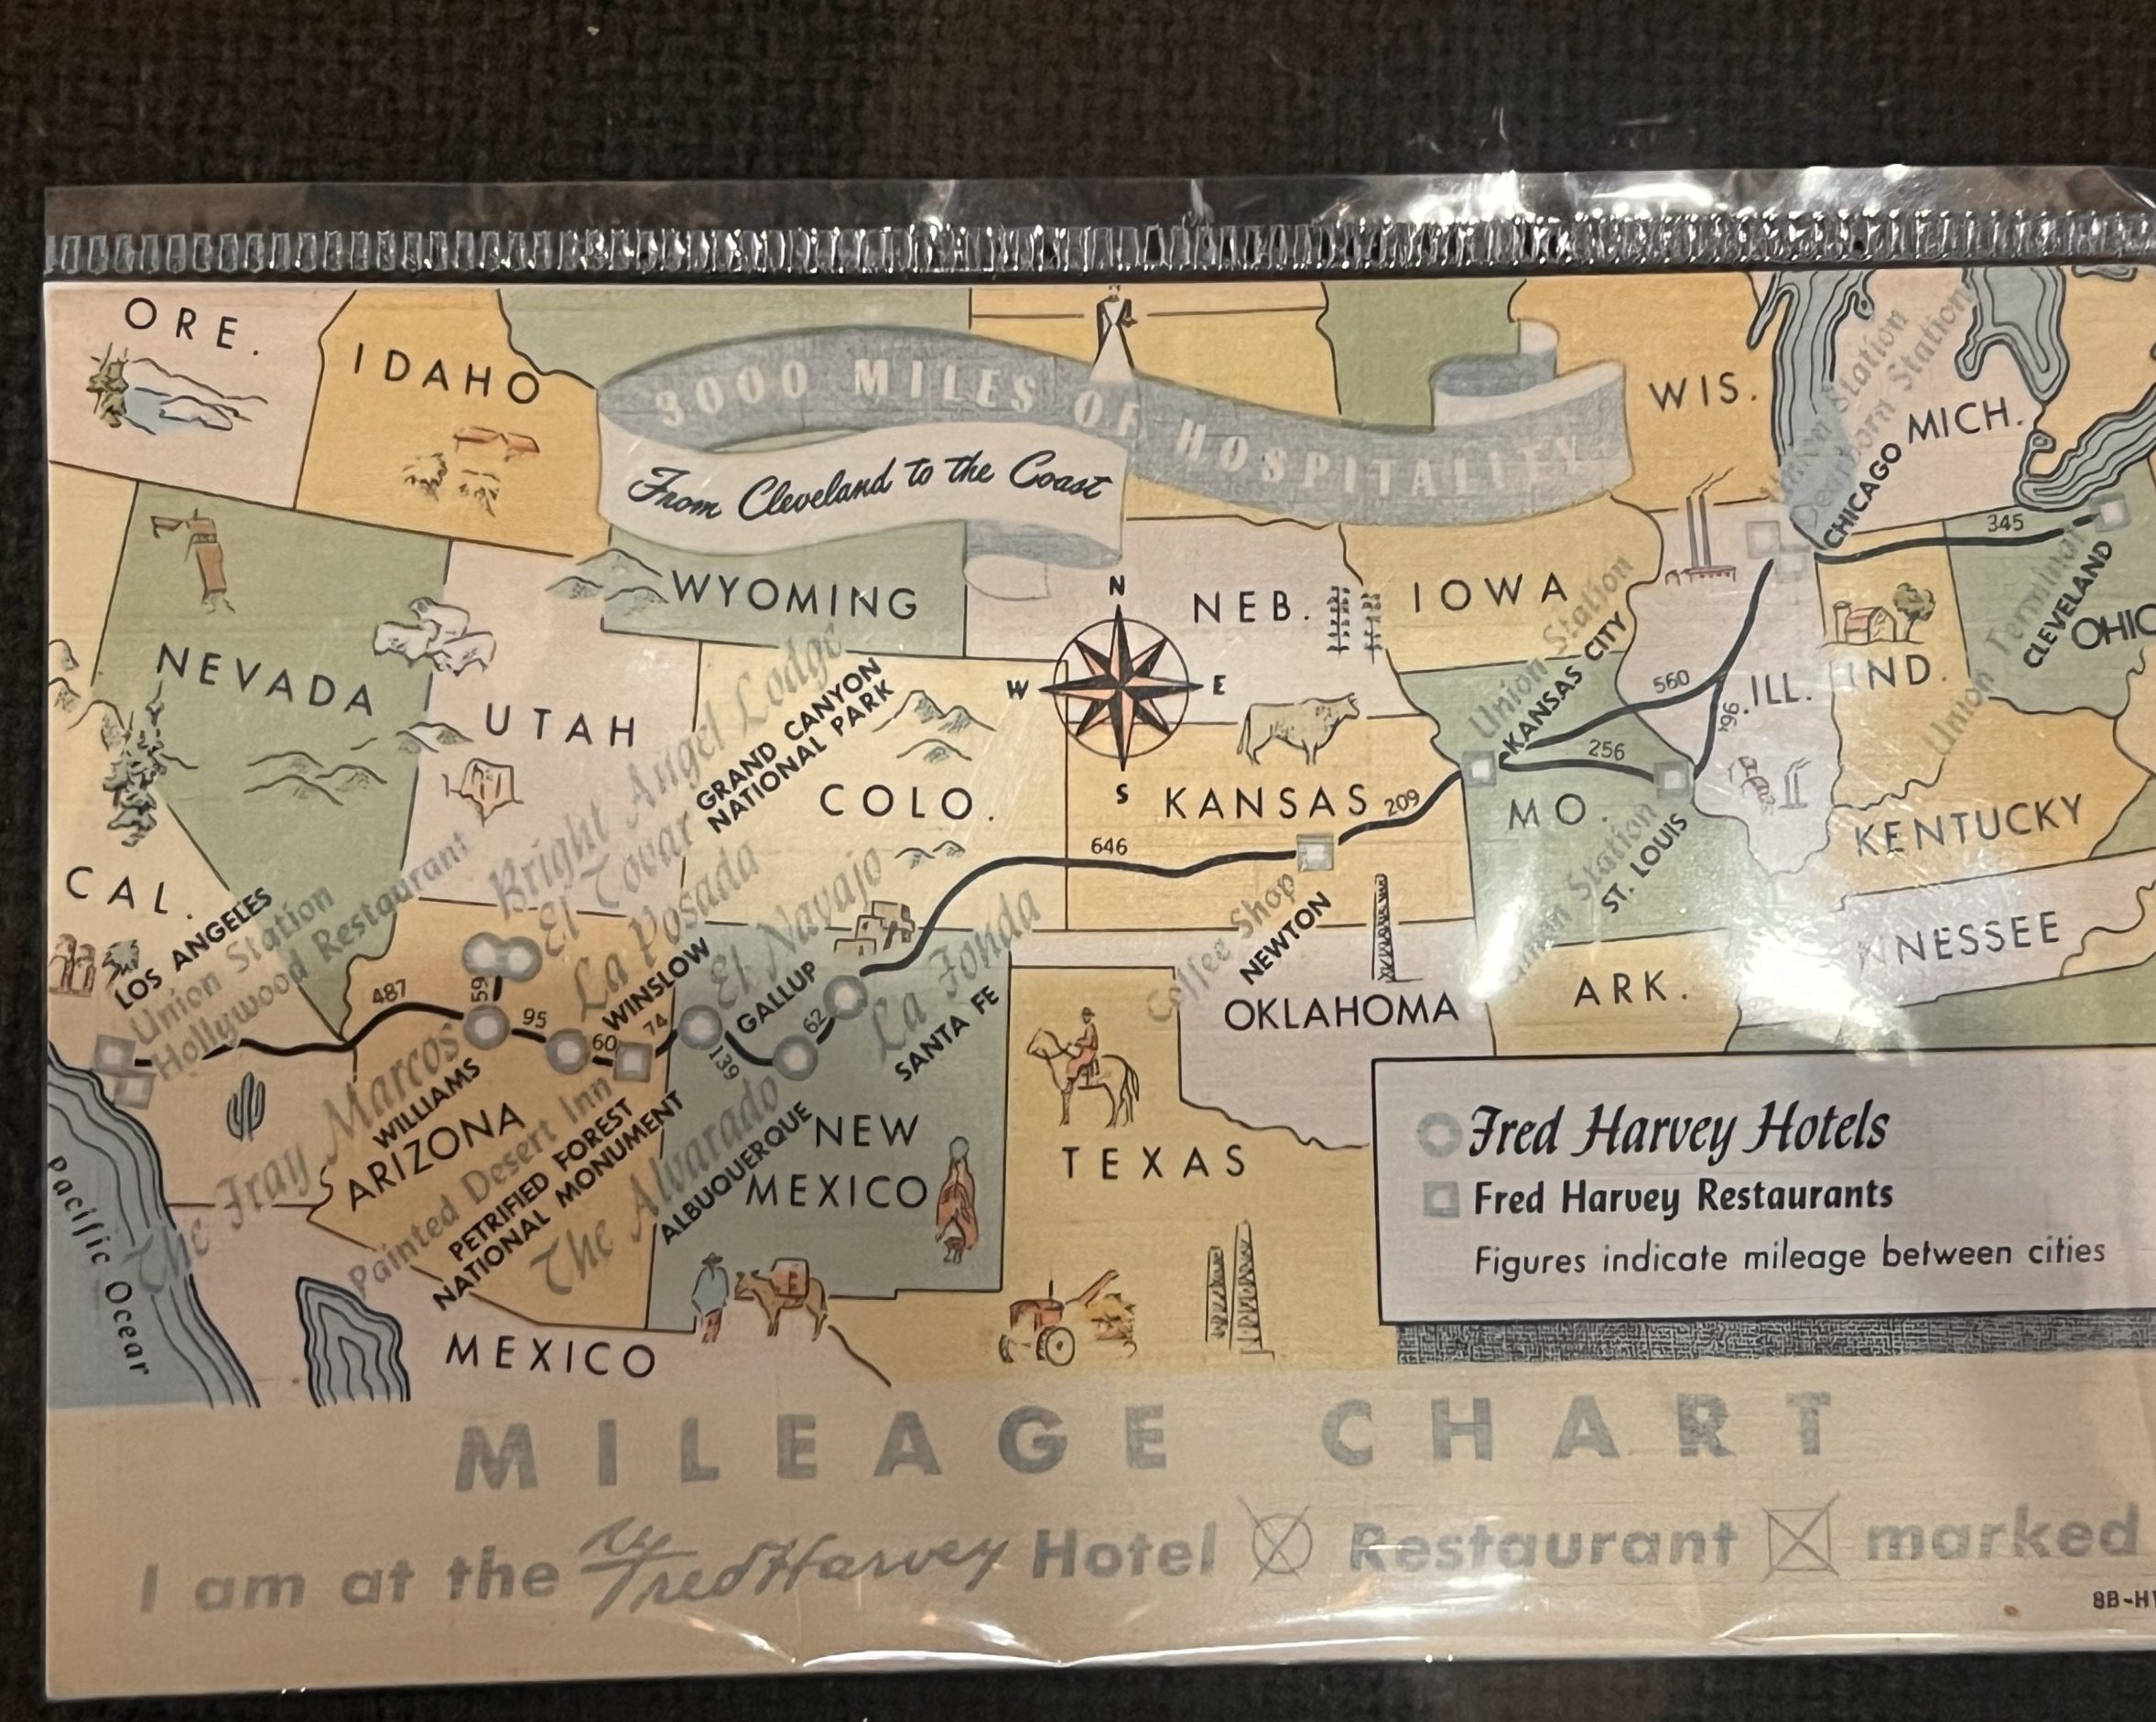 ORE.
IDAHO
3000 MILES OF HOSPITALITY
From Cleveland to the Coast
WIS.
MICH.
Union Station
Dearborn Station
CHICAGO
345
Union Terminal
CLEVELAND
OHIO
WYOMING
N
W
E
S
NEB.
IOWA
Union Station
KANSAS CITY
560
ILL.
IND.
296
256
NEVADA
UTAH
Bright Angel Lodge
El Tovar
GRAND CANYON
NATIONAL PARK
COLO.
KANSAS
209
646
MO.
Union Station
ST. LOUIS
KENTUCKY
NNESSEE
CAL.
LOS ANGELES
Union Station
Hollywood Restaurant
487
59
95
La Posada
WINSLOW
60
74
El Navajo
GALLUP
139
62
La Fonda
SANTA FE
Coffee Shop
NEWTON
OKLAHOMA
ARK.
The Fray Marcos
WILLIAMS
ARIZONA
Painted Desert Inn
PETRIFIED FOREST
NATIONAL MONUMENT
The Alvarado
ALBUQUERQUE
NEW
MEXICO
TEXAS
Pacific Ocean
MEXICO
Fred Harvey Hotels
Fred Harvey Restaurants
Figures indicate mileage between cities
MILEAGE CHART
I am at the Fred Harvey Hotel Restaurant marked
8B-H